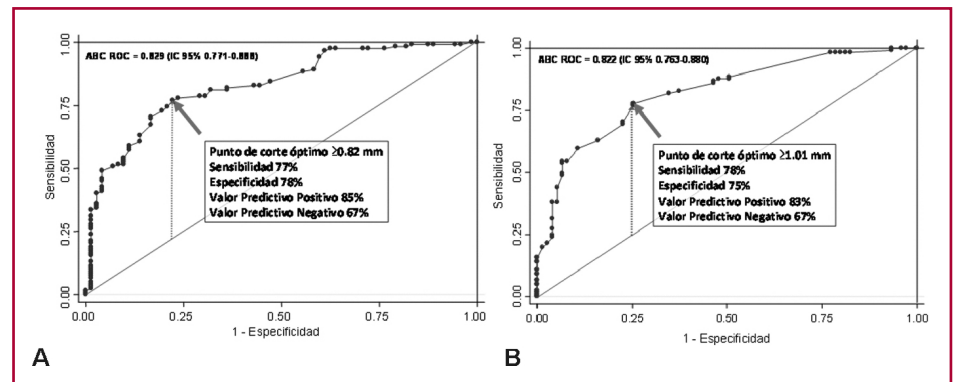 ABC ROC = 0.829 (IC 95% 0.771-0.888)
Sensibilidad
1.00
0.75
0.50
0.25
0.00
Punto de corte óptimo ≥0.82 mm
Sensibilidad 77%
Especificidad 78%
Valor Predictivo Positivo 85%
Valor Predictivo Negativo 67%
0.00 0.25 0.50 0.75 1.00
1 - Especificidad
A
ABC ROC = 0.822 (IC 95% 0.763-0.880)
Sensibilidad
1.00
0.75
0.50
0.25
0.00
Punto de corte óptimo ≥1.01 mm
Sensibilidad 78%
Especificidad 75%
Valor Predictivo Positivo 83%
Valor Predictivo Negativo 67%
0.00 0.25 0.50 0.75 1.00
1 - Especificidad
B